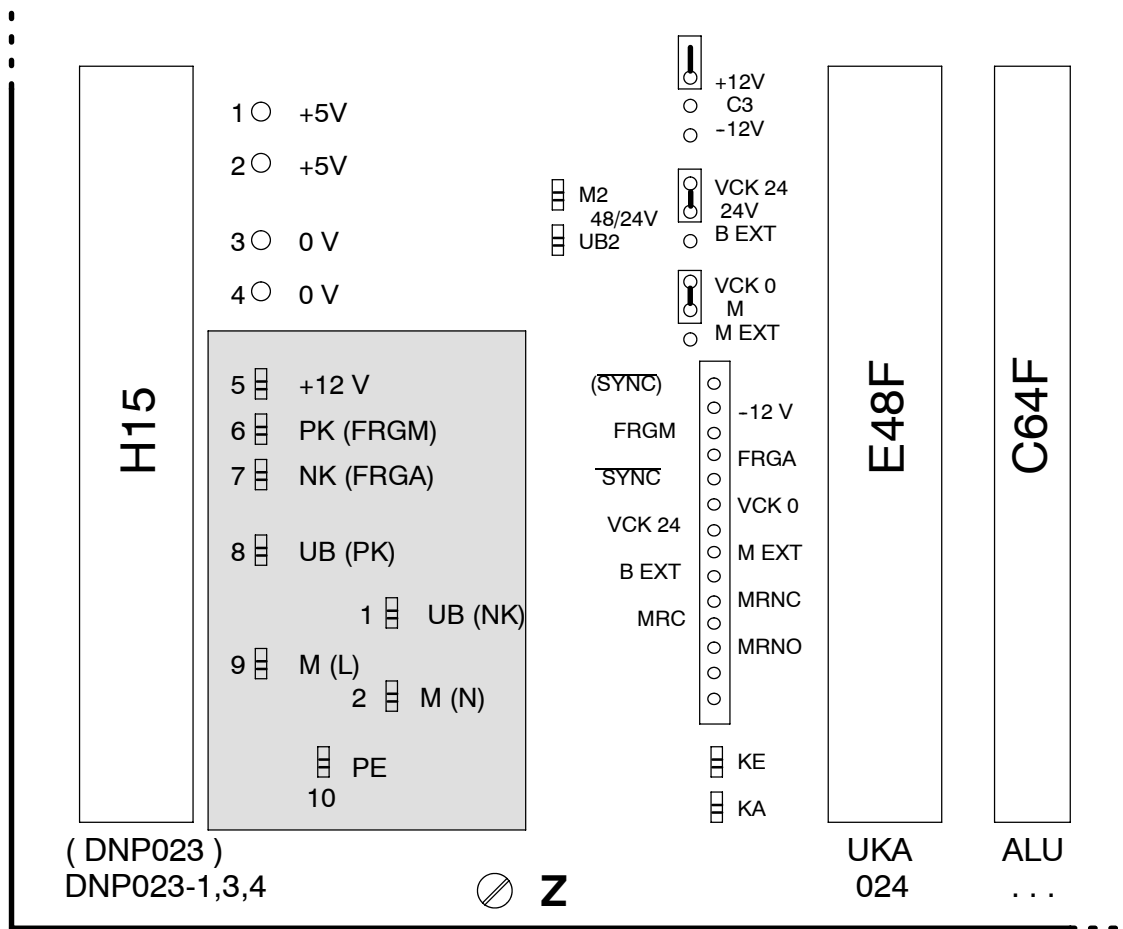 1 +5V
2 +5V
3 0 V
4 0 V
5 +12 V
6 PK (FRGM)
7 NK (FRGA)
8 UB (PK)
1 UB (NK)
9 M (L)
2 M (N)
PE
10
H15
( DNP023 )
DNP023-1,3,4
Z
M2
48/24V
UB2
+12V
C3
-12V
VCK 24
24V
B EXT
VCK 0
M
M EXT
(SYNC)
-12 V
FRGM
FRGA
SYNC
VCK 0
VCK 24
M EXT
B EXT
MRNC
MRC
MRNO
KE
KA
E48F
UKA
024
C64F
ALU
. . .